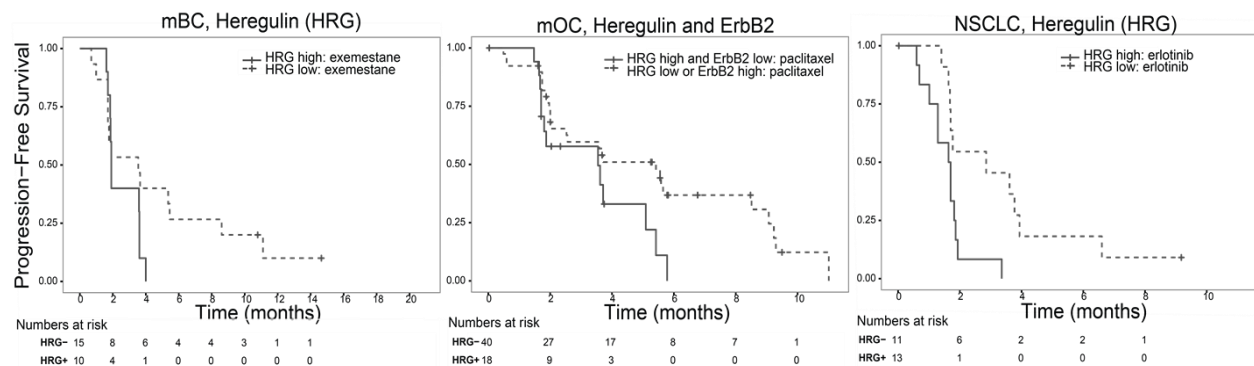 mBC, Heregulin (HRG)
mOC, Heregulin and ErbB2
NSCLC, Heregulin (HRG)
Progression-Free Survival
1.00
0.75
0.50
0.25
0.00
HRG high: exemestane
HRG low: exemestane
0 2 4 6 8 10 12 14 16 18 20
Time (months)
Numbers at risk
HRG- 15 8 6 4 4 3 1 1
HRG+ 10 4 1 0 0 0 0 0
1.00
0.75
0.50
0.25
0.00
HRG high and ErbB2 low: paclitaxel
HRG low or ErbB2 high: paclitaxel
0 2 4 6 8 10
Time (months)
Numbers at risk
HRG- 40 27 17 8 7 1
HRG+ 18 9 3 0 0 0
1.00
0.75
0.50
0.25
0.00
HRG high: erlotinib
HRG low: erlotinib
0 2 4 6 8 10
Time (months)
Numbers at risk
HRG- 11 6 2 2 1
HRG+ 13 1 0 0 0